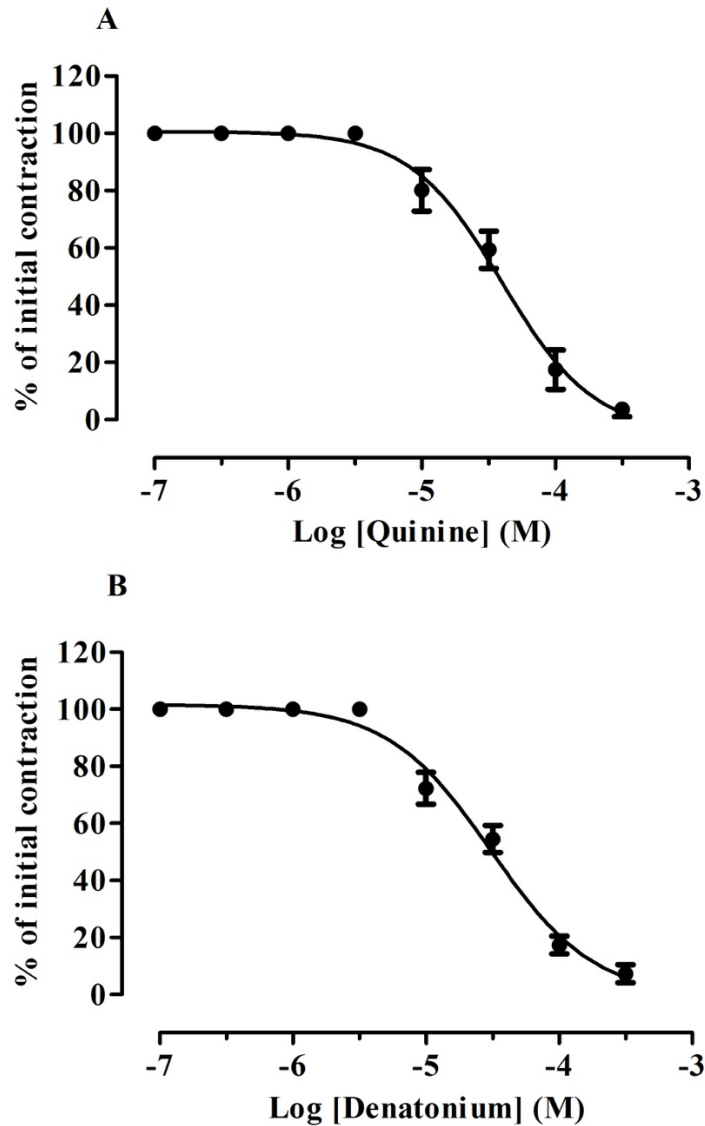 A
% of initial contraction
120
100
80
60
40
20
0
-7 -6 -5 -4 -3
Log [Quinine] (M)
B
% of initial contraction
120
100
80
60
40
20
0
-7 -6 -5 -4 -3
Log [Denatonium] (M)